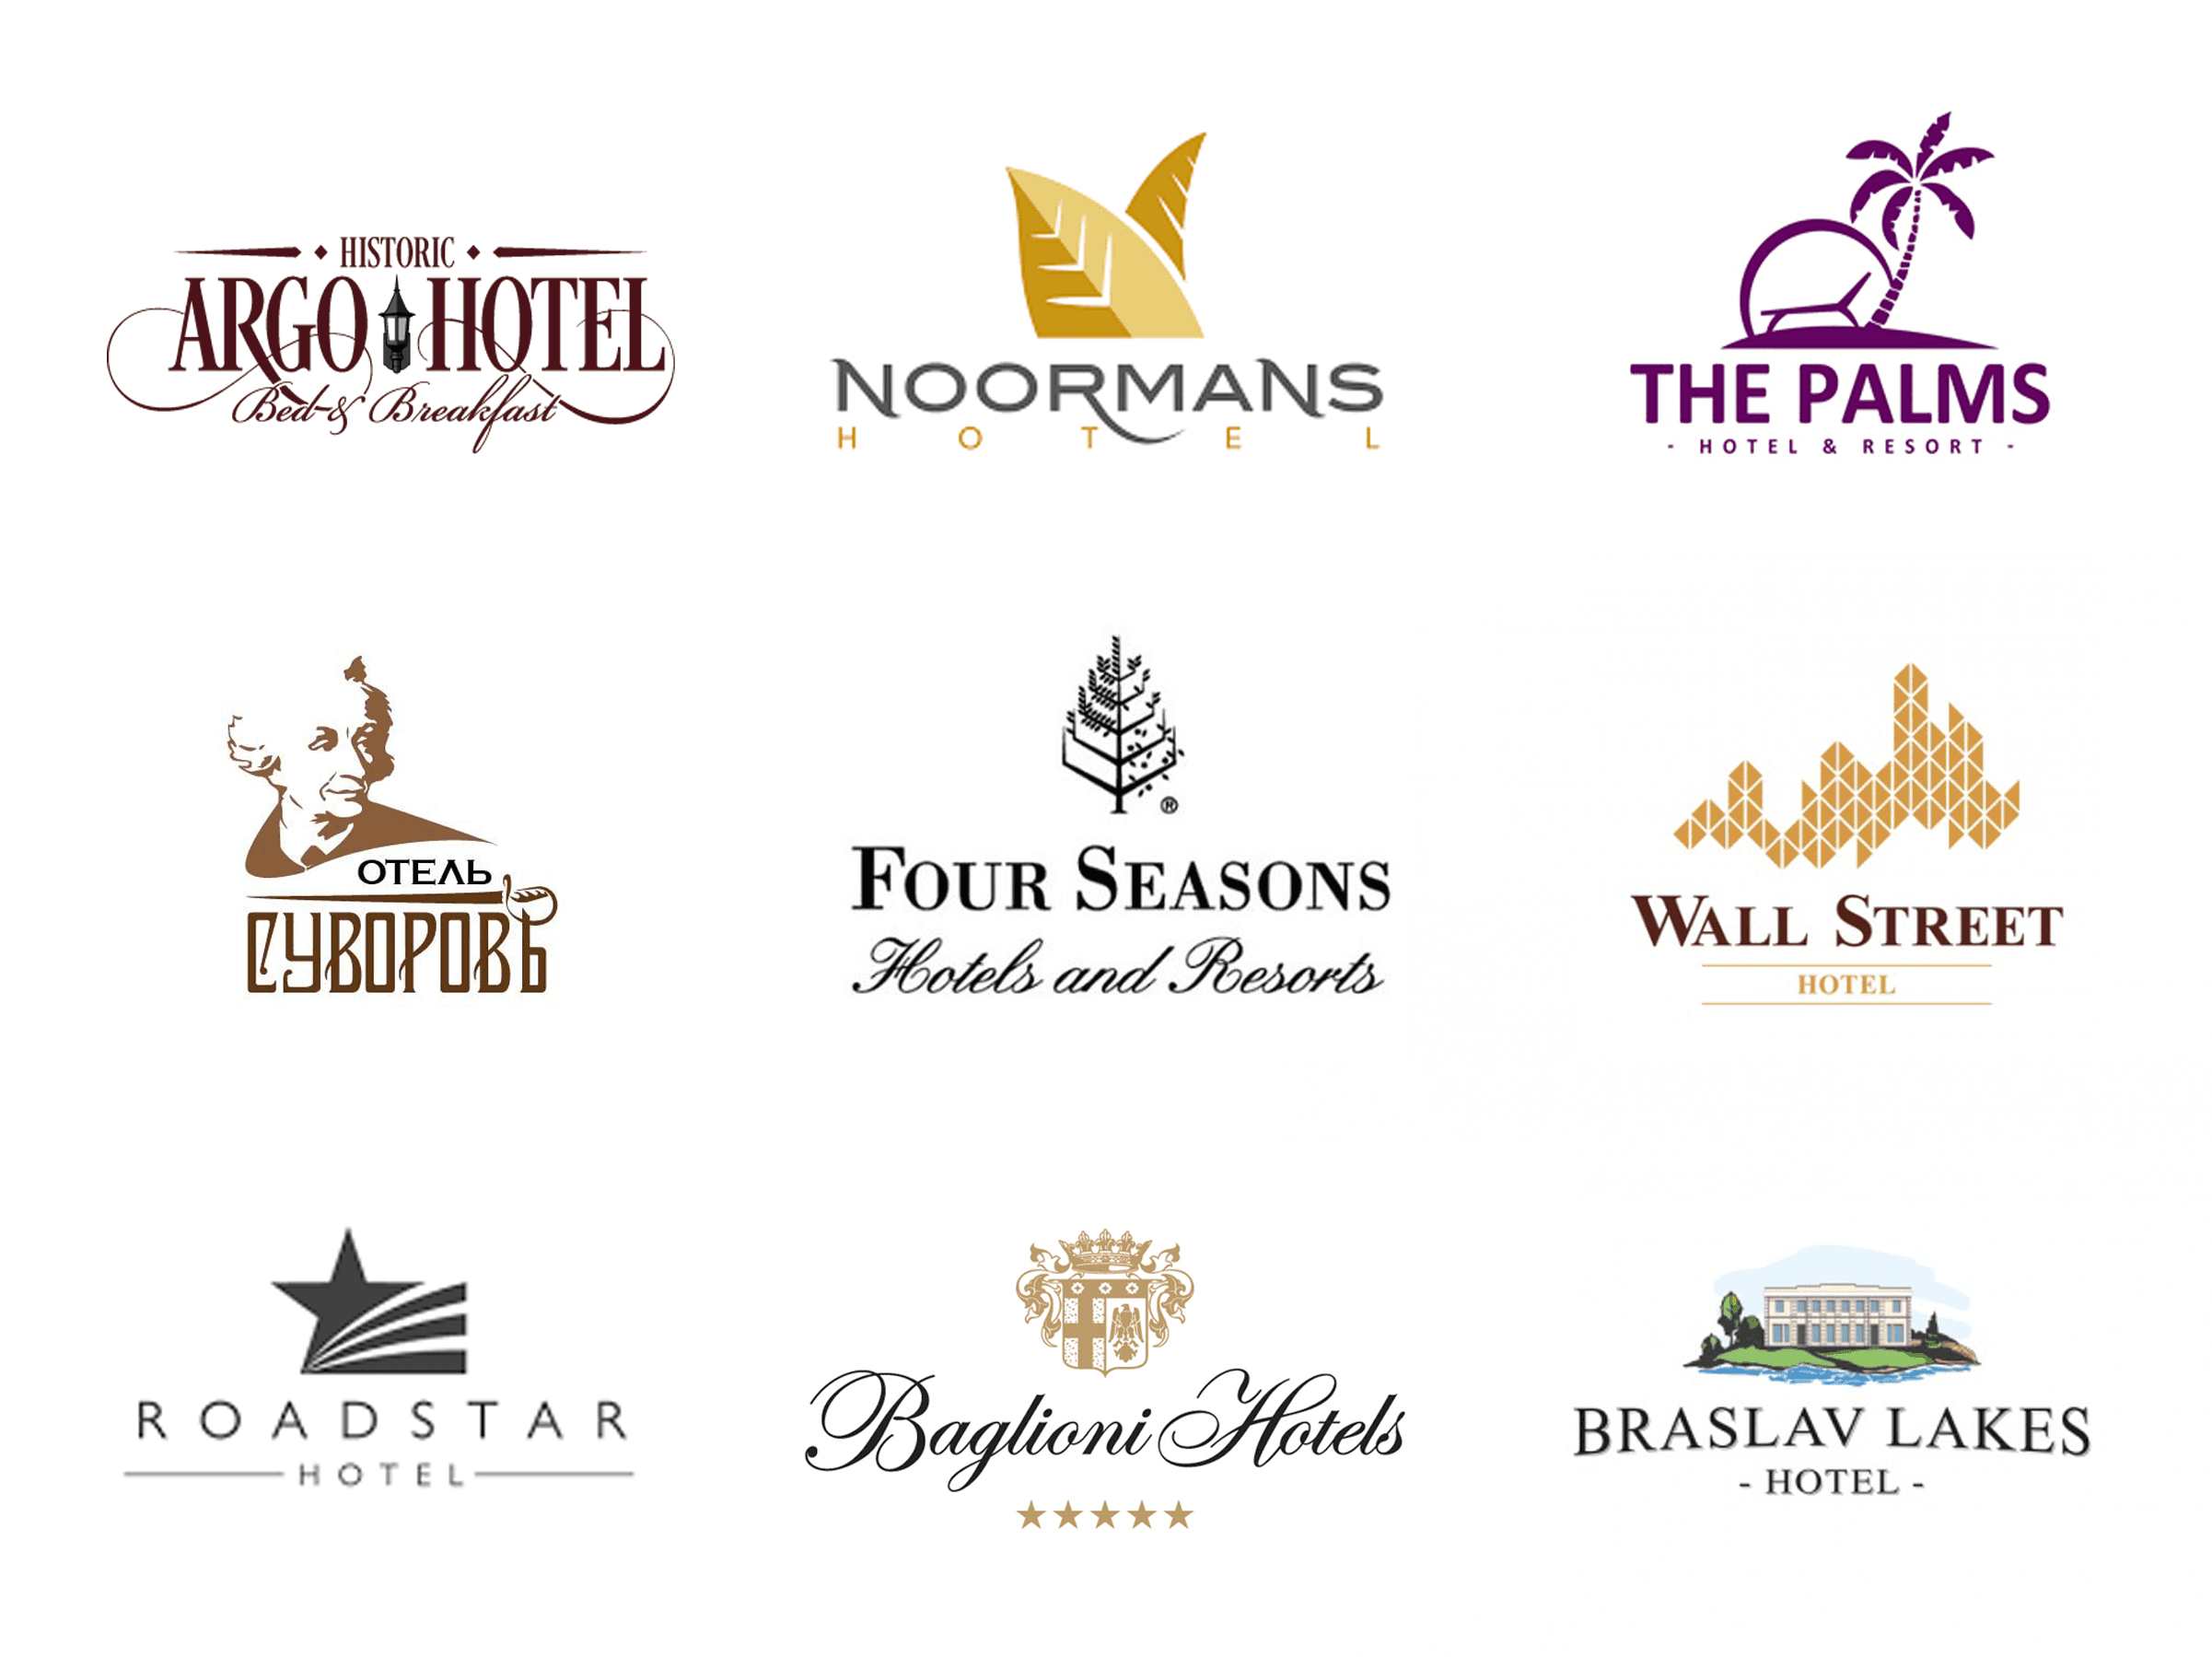 HISTORIC
ARGO HOTEL
Bed & Breakfast
NOORMANS
HOTEL
THE PALMS
- HOTEL & RESORT -
ОТЕЛЬ
СУВОРОВЪ
®
FOUR SEASONS
Hotels and Resorts
WALL STREET
HOTEL
ROADSTAR
HOTEL
Baglioni Hotels
BRASLAV LAKES
- HOTEL -